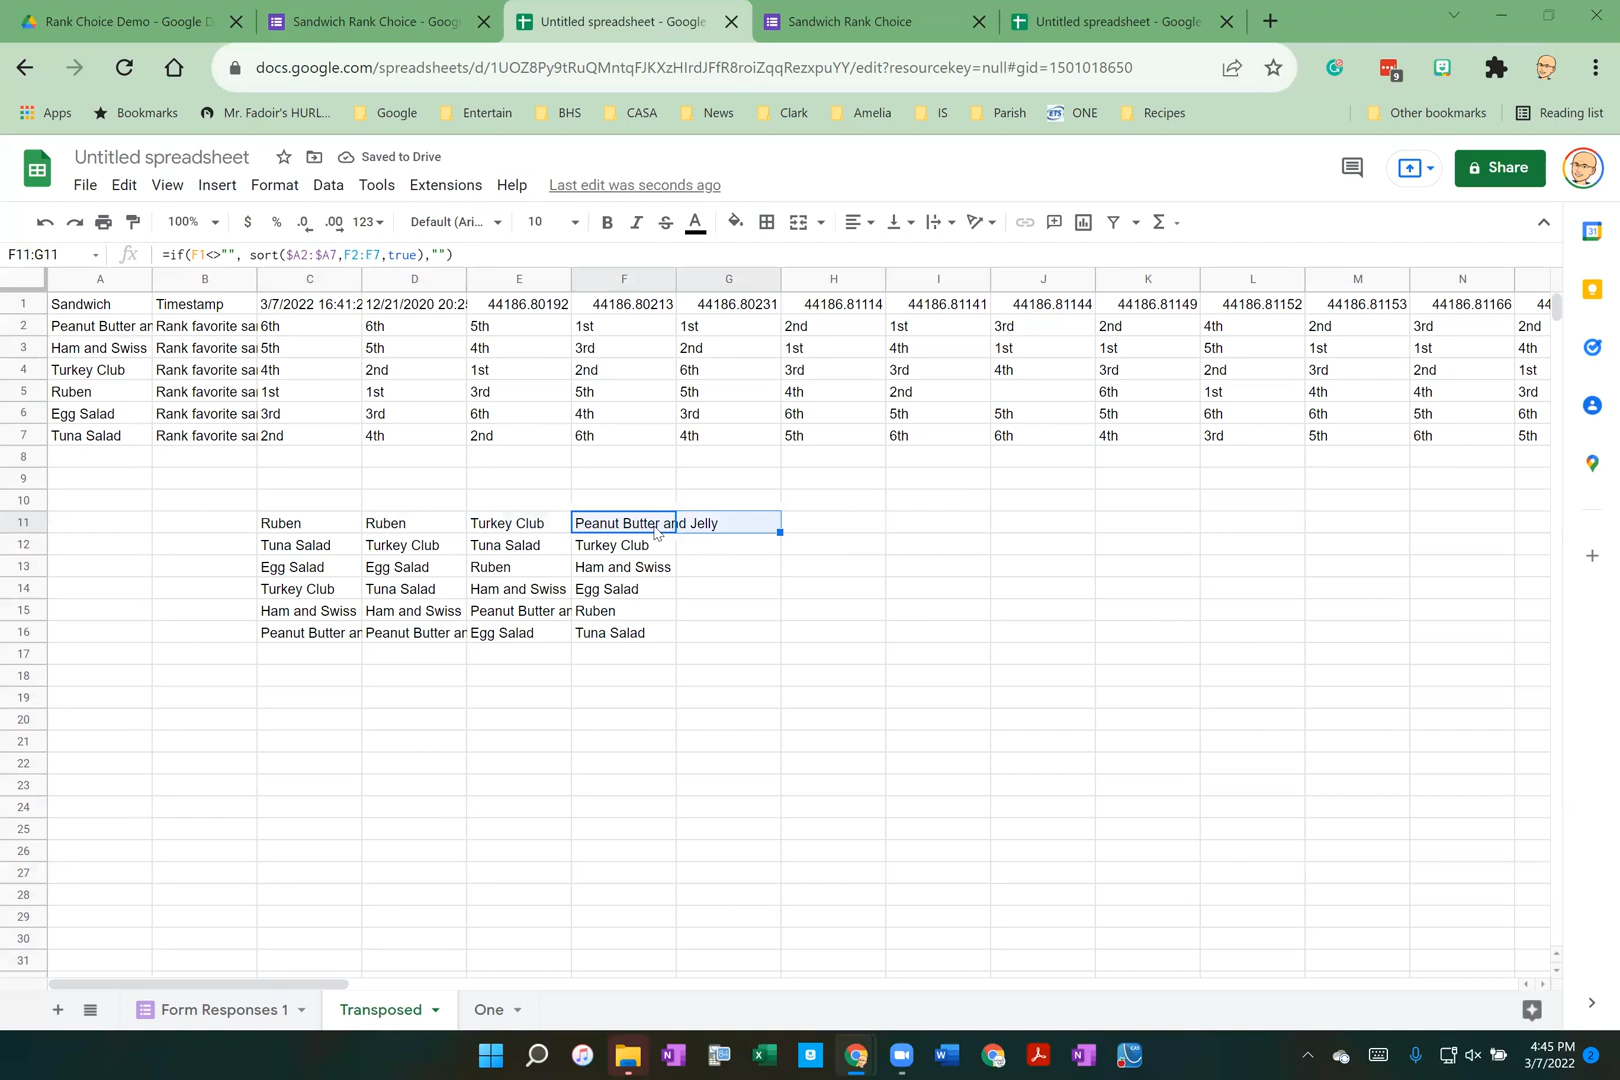 Rank Choice Demo - Google D
Sandwich Rank Choice - Goog
Untitled spreadsheet - Google
Sandwich Rank Choice
Untitled spreadsheet - Google
docs.google.com/spreadsheets/d/1UOZ8Py9tRuQMntqFJKXzHIrdJFfR8roiZqqRezxpuYY/edit?resourcekey=null#gid=1501018650
9
Apps Bookmarks Mr. Fadoir's HURL... Google Entertain BHS CASA News Clark Amelia IS Parish ONE Recipes Other bookmarks Reading list
Untitled spreadsheet Saved to Drive
File Edit View Insert Format Data Tools Extensions Help Last edit was seconds ago
Share
100% $ % .0 .00 123 Default (Ari... 10 B I S A Σ
F11:G11 fx =if(F1<>"", sort($A2:$A7,F2:F7,true),"")
A B C D E F G H I J K L M N
1 Sandwich Timestamp 3/7/2022 16:41:2 12/21/2020 20:25 44186.80192 44186.80213 44186.80231 44186.81114 44186.81141 44186.81144 44186.81149 44186.81152 44186.81153 44186.81166 44
2 Peanut Butter an Rank favorite sa 6th 6th 5th 1st 1st 2nd 1st 3rd 2nd 4th 2nd 3rd 2nd
3 Ham and Swiss Rank favorite sa 5th 5th 4th 3rd 2nd 1st 4th 1st 1st 5th 1st 1st 4th
4 Turkey Club Rank favorite sa 4th 2nd 1st 2nd 6th 3rd 3rd 4th 3rd 2nd 3rd 2nd 1st
5 Ruben Rank favorite sa 1st 1st 3rd 5th 5th 4th 2nd 6th 1st 4th 4th 3rd
6 Egg Salad Rank favorite sa 3rd 3rd 6th 4th 3rd 6th 5th 5th 5th 6th 6th 5th 6th
7 Tuna Salad Rank favorite sa 2nd 4th 2nd 6th 4th 5th 6th 6th 4th 3rd 5th 6th 5th
8
9
10
11 Ruben Ruben Turkey Club Peanut Butter and Jelly
12 Tuna Salad Turkey Club Tuna Salad Turkey Club
13 Egg Salad Egg Salad Ruben Ham and Swiss
14 Turkey Club Tuna Salad Ham and Swiss Egg Salad
15 Ham and Swiss Ham and Swiss Peanut Butter an Ruben
16 Peanut Butter an Peanut Butter an Egg Salad Tuna Salad
17
18
19
20
21
22
23
24
25
26
27
28
29
30
31
Form Responses 1 Transposed One
4:45 PM
3/7/2022 2